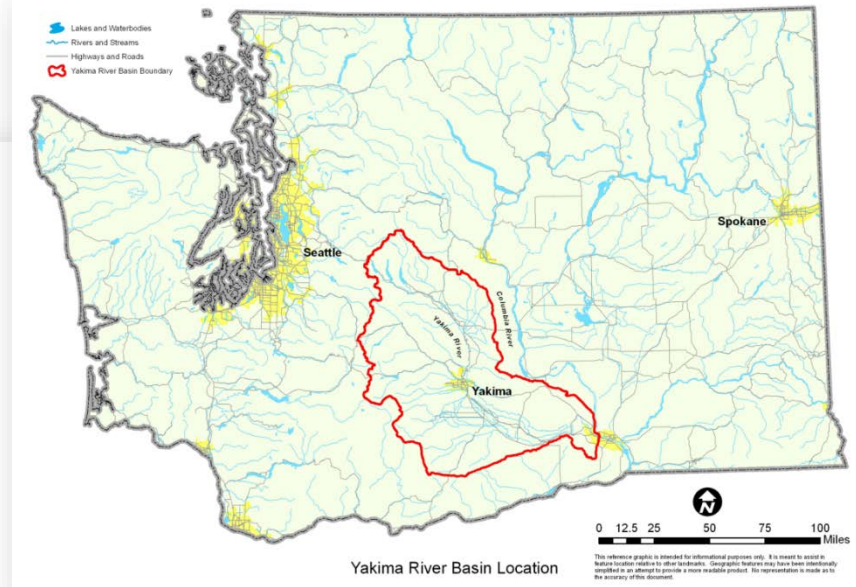 Lakes and Waterbodies
Rivers and Streams
Highways and Roads
Yakima River Basin Boundary
Spokane
Seattle
Columbia River
Yakima River
Yakima
N
0 12.5 25 50 75 100
Miles
Yakima River Basin Location
This reference graphic is intended for informational purposes only. It is meant to assist in
feature location relative to other landmarks. Geographic features may have been intentionally
simplified in an attempt to provide a more readable product. No representation is made as to
the accuracy of this document.